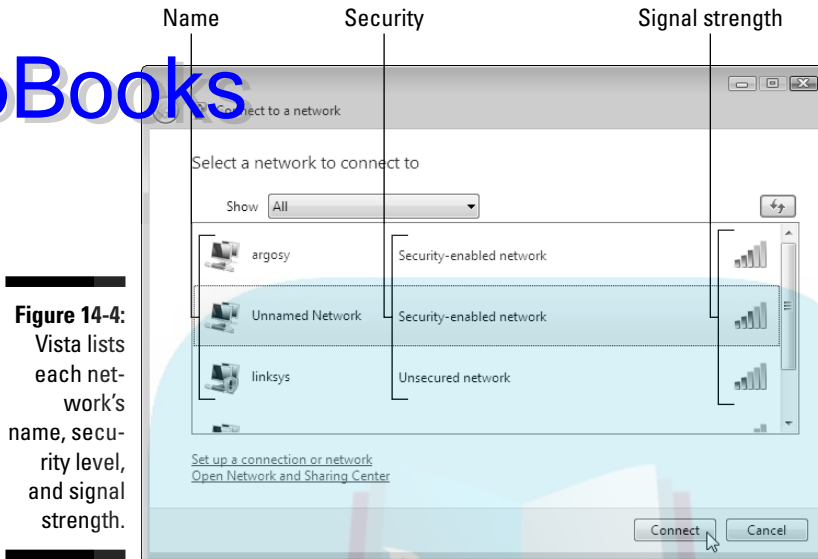 Name Security Signal strength
oBooks
Connect to a network
Select a network to connect to
Show All
argosy Security-enabled network
Unnamed Network Security-enabled network
linksys Unsecured network
Set up a connection or network
Open Network and Sharing Center
Connect Cancel
Figure 14-4:
Vista lists
each net-
work's
name, secu-
rity level,
and signal
strength.